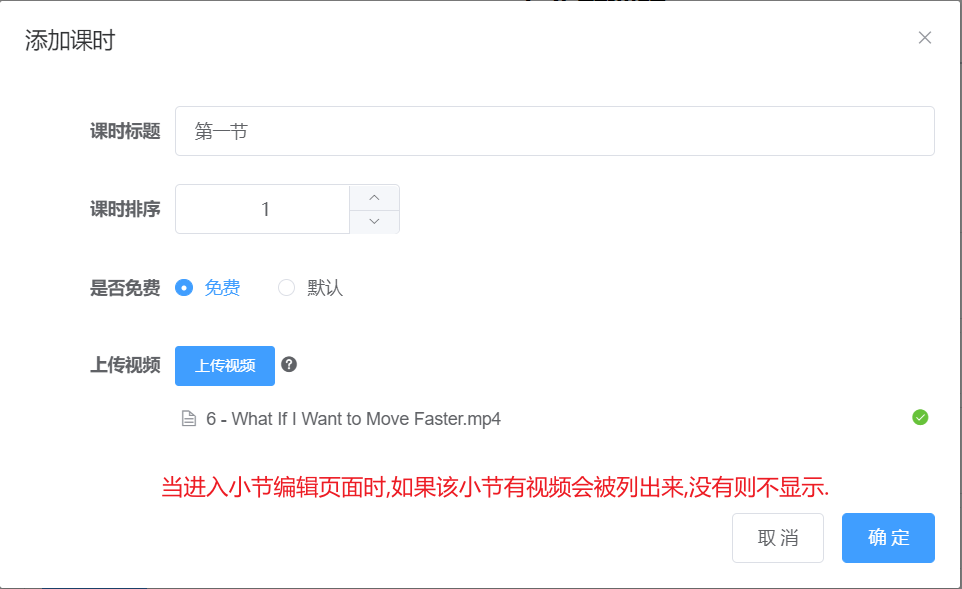 添加课时
课时标题 第一节
课时排序 1
是否免费 免费 默认
上传视频 上传视频 ?
6 - What If I Want to Move Faster.mp4
当进入小节编辑页面时,如果该小节有视频会被列出来,没有则不显示.
取 消 确 定